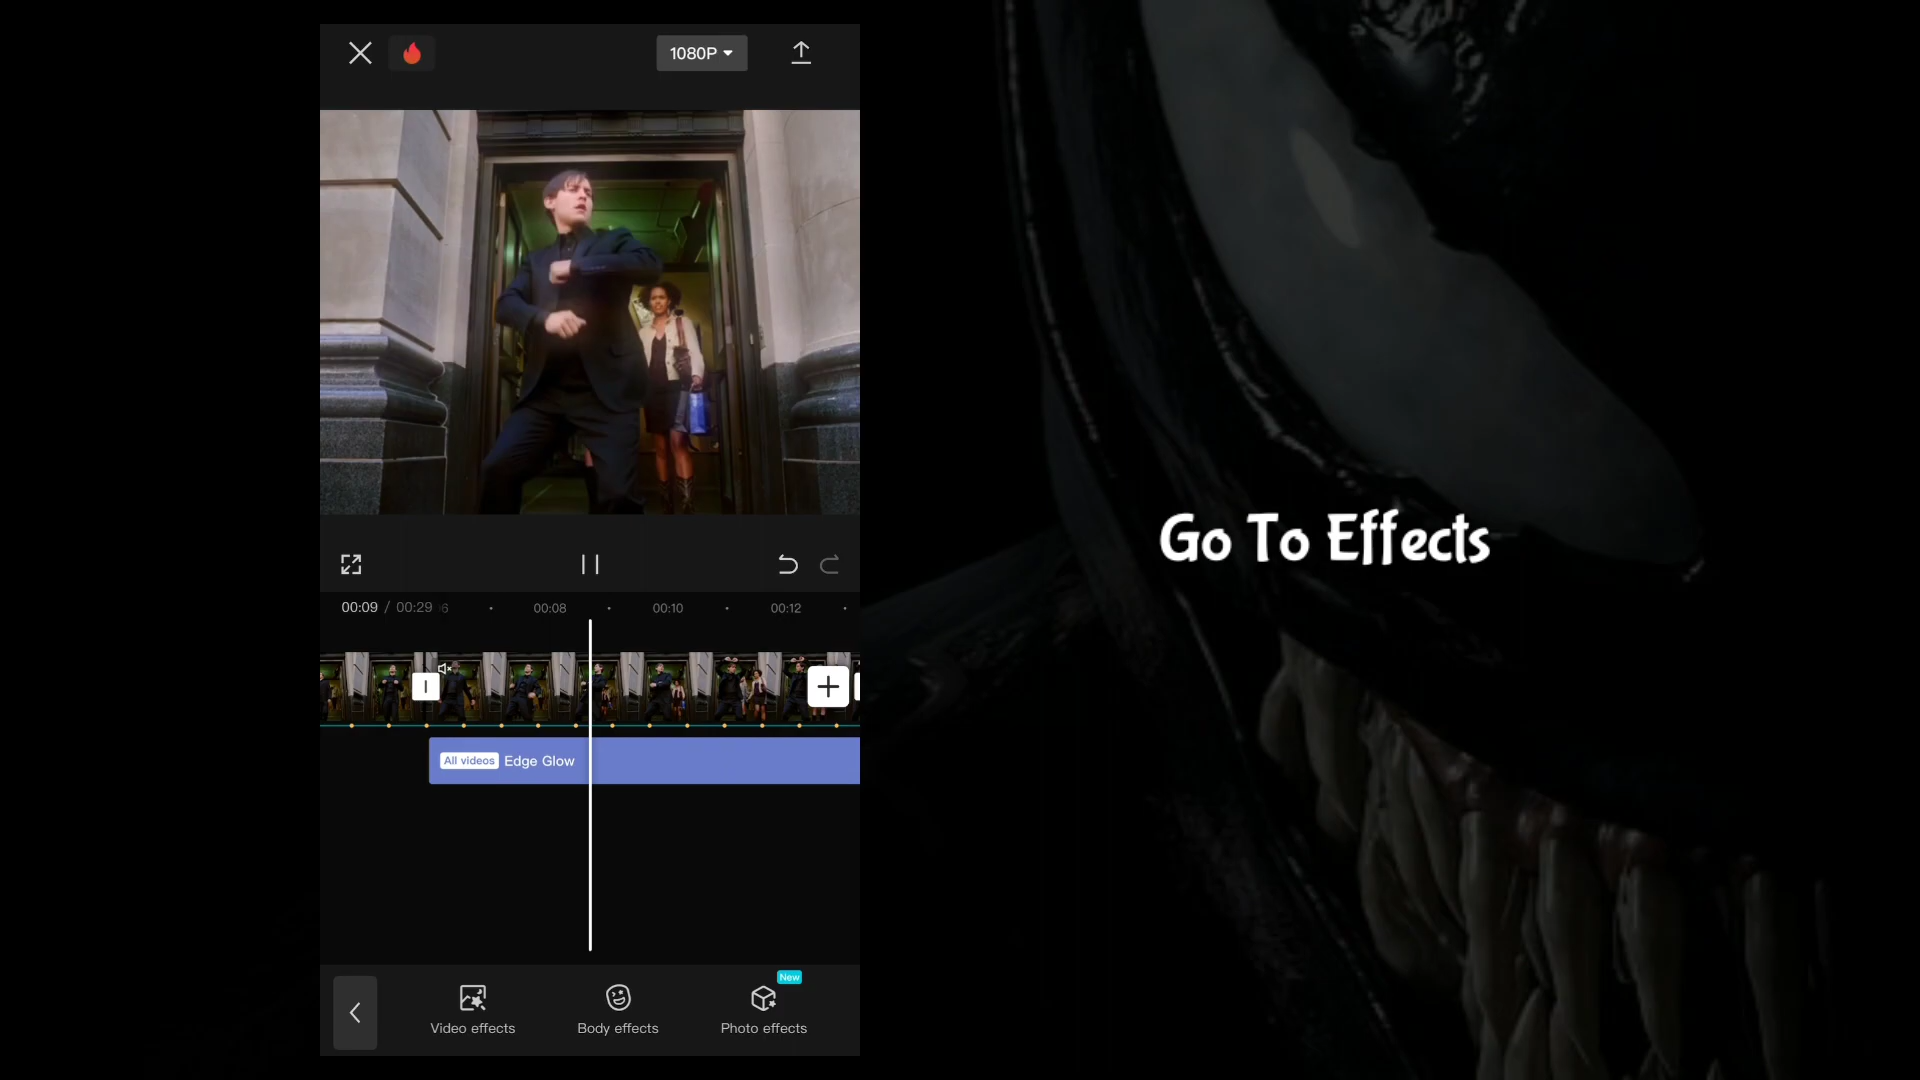 1080P
Go To Effects
00:09 / 00:29
00:08
00:10
00:12
All videos Edge Glow
New
Video effects
Body effects
Photo effects